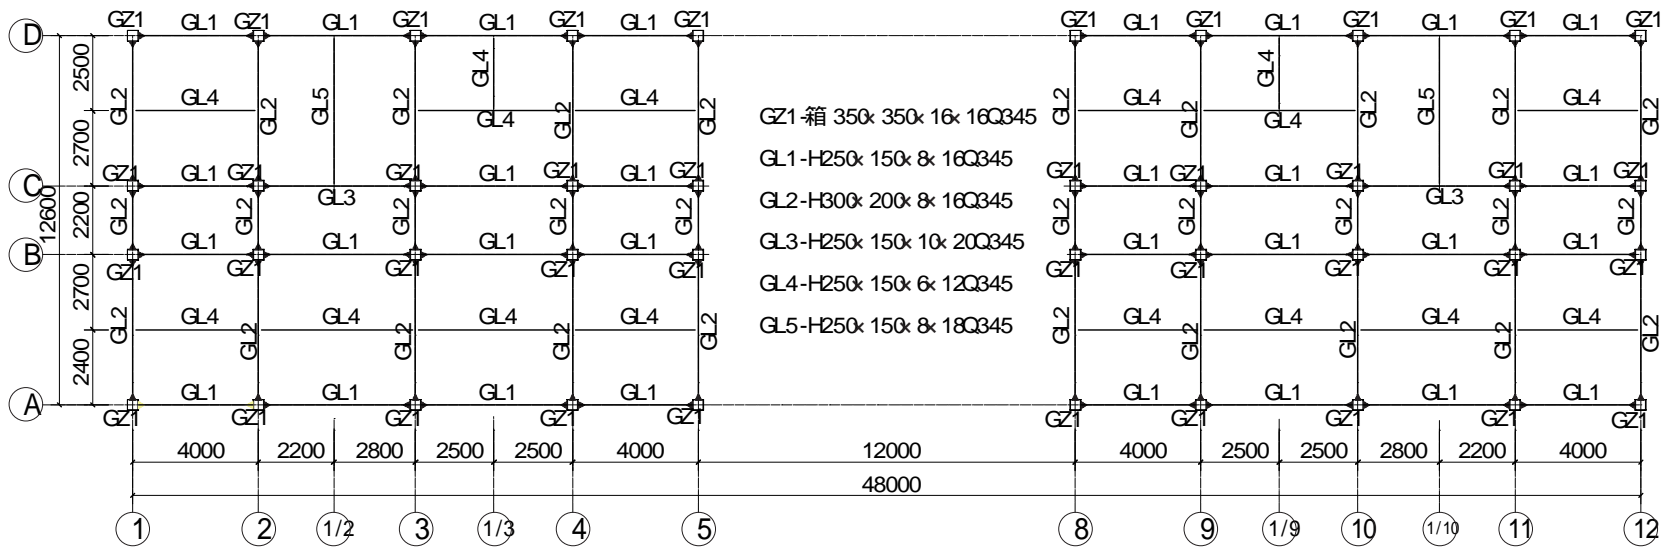 GZ1 GL1 GZ1 GL1 GZ1 GL1 GZ1 GL1 GZ1 GZ1 GL1 GZ1 GL1 GZ1 GL1 GZ1 GL1 GZ1
D
2500 GL4 GL4
GL2 GL4 GL2 GL5 GL2 GL4 GL2 GL4 GL2 GL2 GL4 GL2 GL4 GL2 GL5 GL2 GL4 GL2
GZ1-箱 350x 350x 16x 16Q345
2700
GL1-H250x 150x 8x 16Q345
C GZ1 GL1 GZ1 GL1 GZ1 GL1 GZ1 GL1 GZ1 GZ1 GL1 GZ1 GL1 GZ1 GL1 GZ1 GL1 GZ1
GL3 GL3
GL2-H300x 200x 8x 16Q345
12600 2200 GL2 GL2 GL2 GL2 GL2 GL2 GL2 GL2 GL2 GL2
GL3-H250x 150x 10x 20Q345
B GL1 GL1 GL1 GL1 GL1 GL1 GL1 GL1
GZ1 GZ1 GZ1 GZ1 GZ1 GZ1 GZ1 GZ1 GZ1 GZ1
GL4-H250x 150x 6x 12Q345
2700
GL4 GL4 GL4 GL4 GL4 GL4 GL4 GL4
GL5-H250x 150x 8x 18Q345
GL2 GL2 GL2 GL2 GL2 GL2 GL2 GL2 GL2 GL2
2400
A GL1 GL1 GL1 GL1 GL1 GL1 GL1 GL1
GZ1 GZ1 GZ1 GZ1 GZ1 GZ1 GZ1 GZ1 GZ1 GZ1
4000 2200 2800 2500 2500 4000 12000 4000 2500 2500 2800 2200 4000
48000
1 2 1/2 3 1/3 4 5 8 9 1/9 10 1/10 11 12